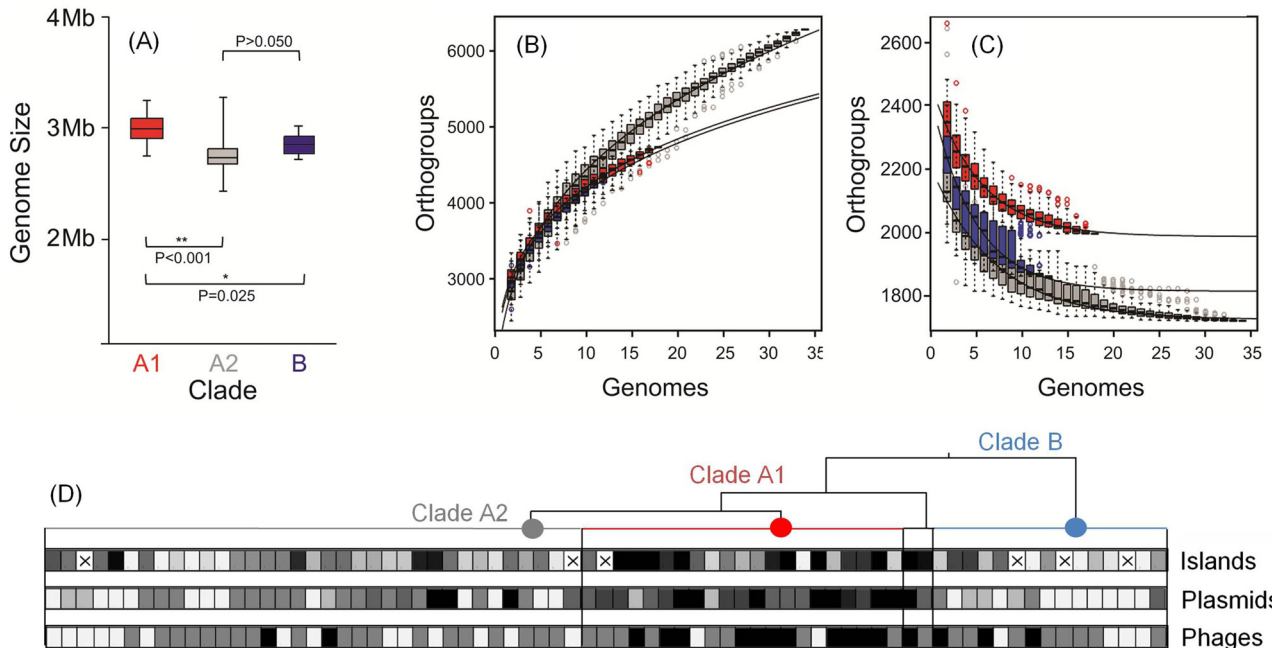 4Mb
(A)
P>0.050
3Mb
2Mb
**
P<0.001
*
P=0.025
A1 A2 B
Clade
Genome Size
(B)
6000
5000
4000
3000
0 5 10 15 20 25 30 35
Genomes
Orthogroups
(C)
2600
2400
2200
2000
1800
0 5 10 15 20 25 30 35
Genomes
Orthogroups
(D)
Clade B
Clade A1
Clade A2
Islands
Plasmids
Phages